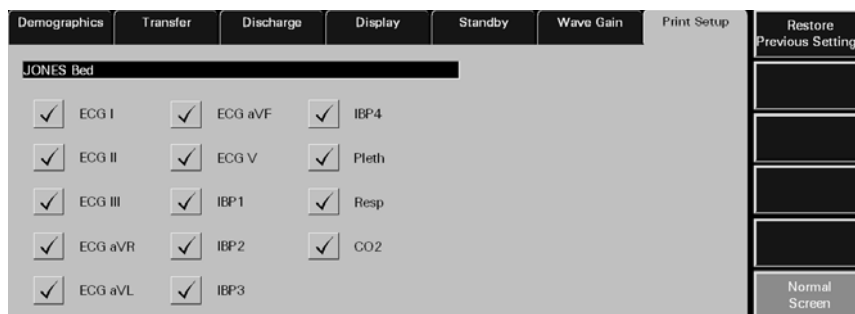 Demographics Transfer Discharge Display Standby Wave Gain Print Setup
Restore
Previous Setting
JONES Bed
ECG I ECG aVF IBP4
ECG II ECG V Pleth
ECG III IBP1 Resp
ECG aVR IBP2 CO2
ECG aVL IBP3
Normal
Screen